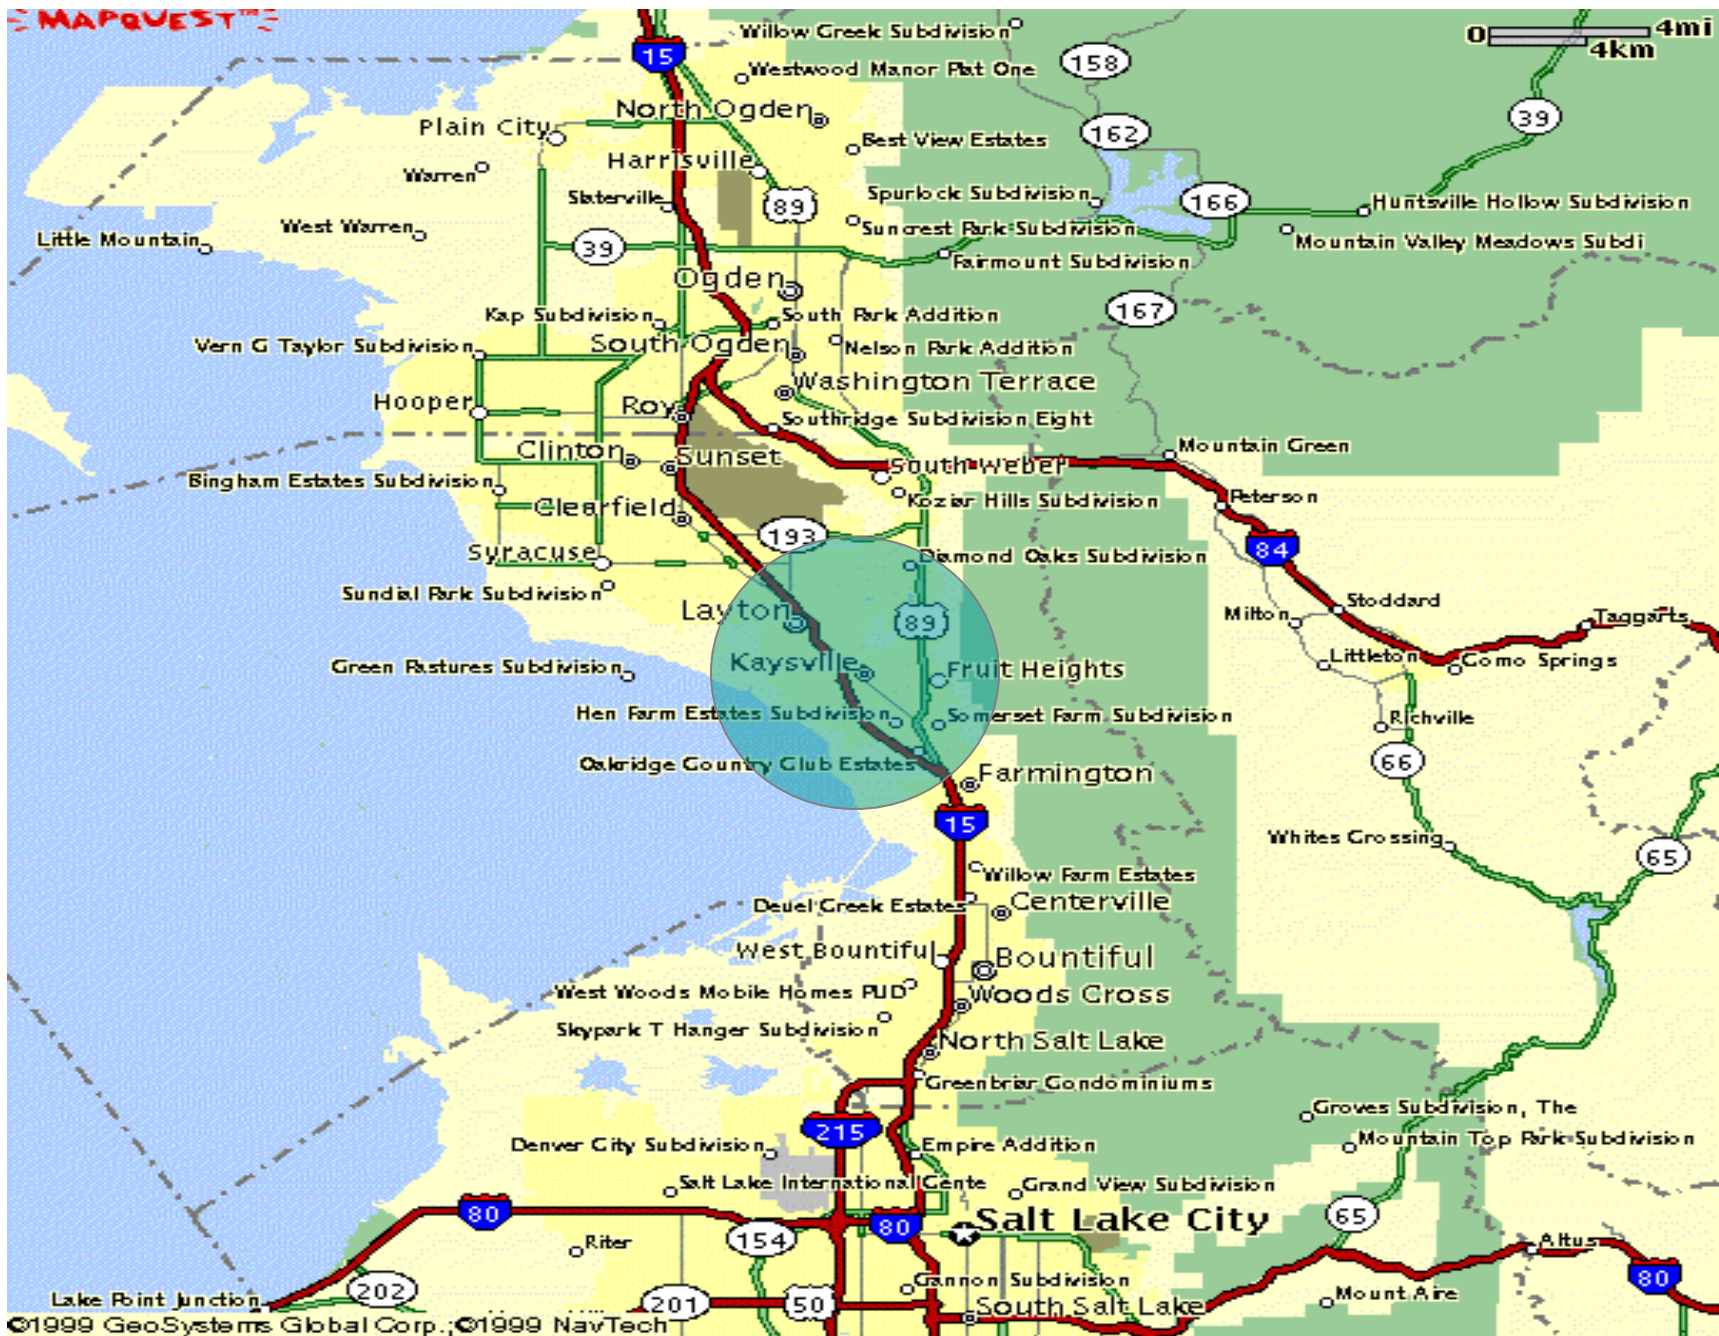 MAPQUEST™
Willow Creek Subdivision
0 4mi
4km
15
158
Westwood Manor Plat One
North Ogden
39
Plain City
162
Best View Estates
Harrisville
Warren
Slaterville
Spurlock Subdivision
166
Huntsville Hollow Subdivision
89
West Warren
Suncrest Park Subdivision
Little Mountain
39
Mountain Valley Meadows Subdi
Fairmount Subdivision
Ogden
167
Kap Subdivision
South Park Addition
Vern G Taylor Subdivision
South Ogden
Nelson Park Addition
Washington Terrace
Hooper
Roy
Southridge Subdivision Eight
Mountain Green
Clinton
Sunset
South Weber
Bingham Estates Subdivision
Koziar Hills Subdivision
Peterson
Clearfield
193
84
Syracuse
Diamond Oaks Subdivision
Sundial Park Subdivision
Layton
89
Stoddard
Milton
Taggarts
Green Pastures Subdivision
Kaysville
Fruit Heights
Littleton
Como Springs
Hen Farm Estates Subdivision
Somerset Farm Subdivision
Richville
Oakridge Country Club Estates
Farmington
66
15
Whites Crossing
65
Willow Farm Estates
Deuel Creek Estates
Centerville
West Bountiful
Bountiful
West Woods Mobile Homes PUD
Woods Cross
Skypark T Hanger Subdivision
North Salt Lake
Greenbriar Condominiums
Groves Subdivision, The
215
Denver City Subdivision
Empire Addition
Mountain Top Park Subdivision
Salt Lake International Cente
Grand View Subdivision
80
80
Salt Lake City
65
154
Riter
Altus
202
Cannon Subdivision
80
Lake Point Junction
201
50
South Salt Lake
Mount Aire
©1999 GeoSystems Global Corp.;©1999 NavTech